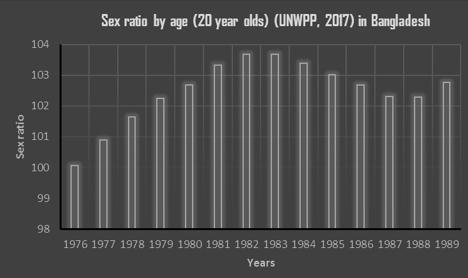 Sex ratio by age (20 year olds) (UNWPP, 2017) in Bangladesh
104
103
102
101
100
99
98
Sex ratio
1976 1977 1978 1979 1980 1981 1982 1983 1984 1985 1986 1987 1988 1989
Years